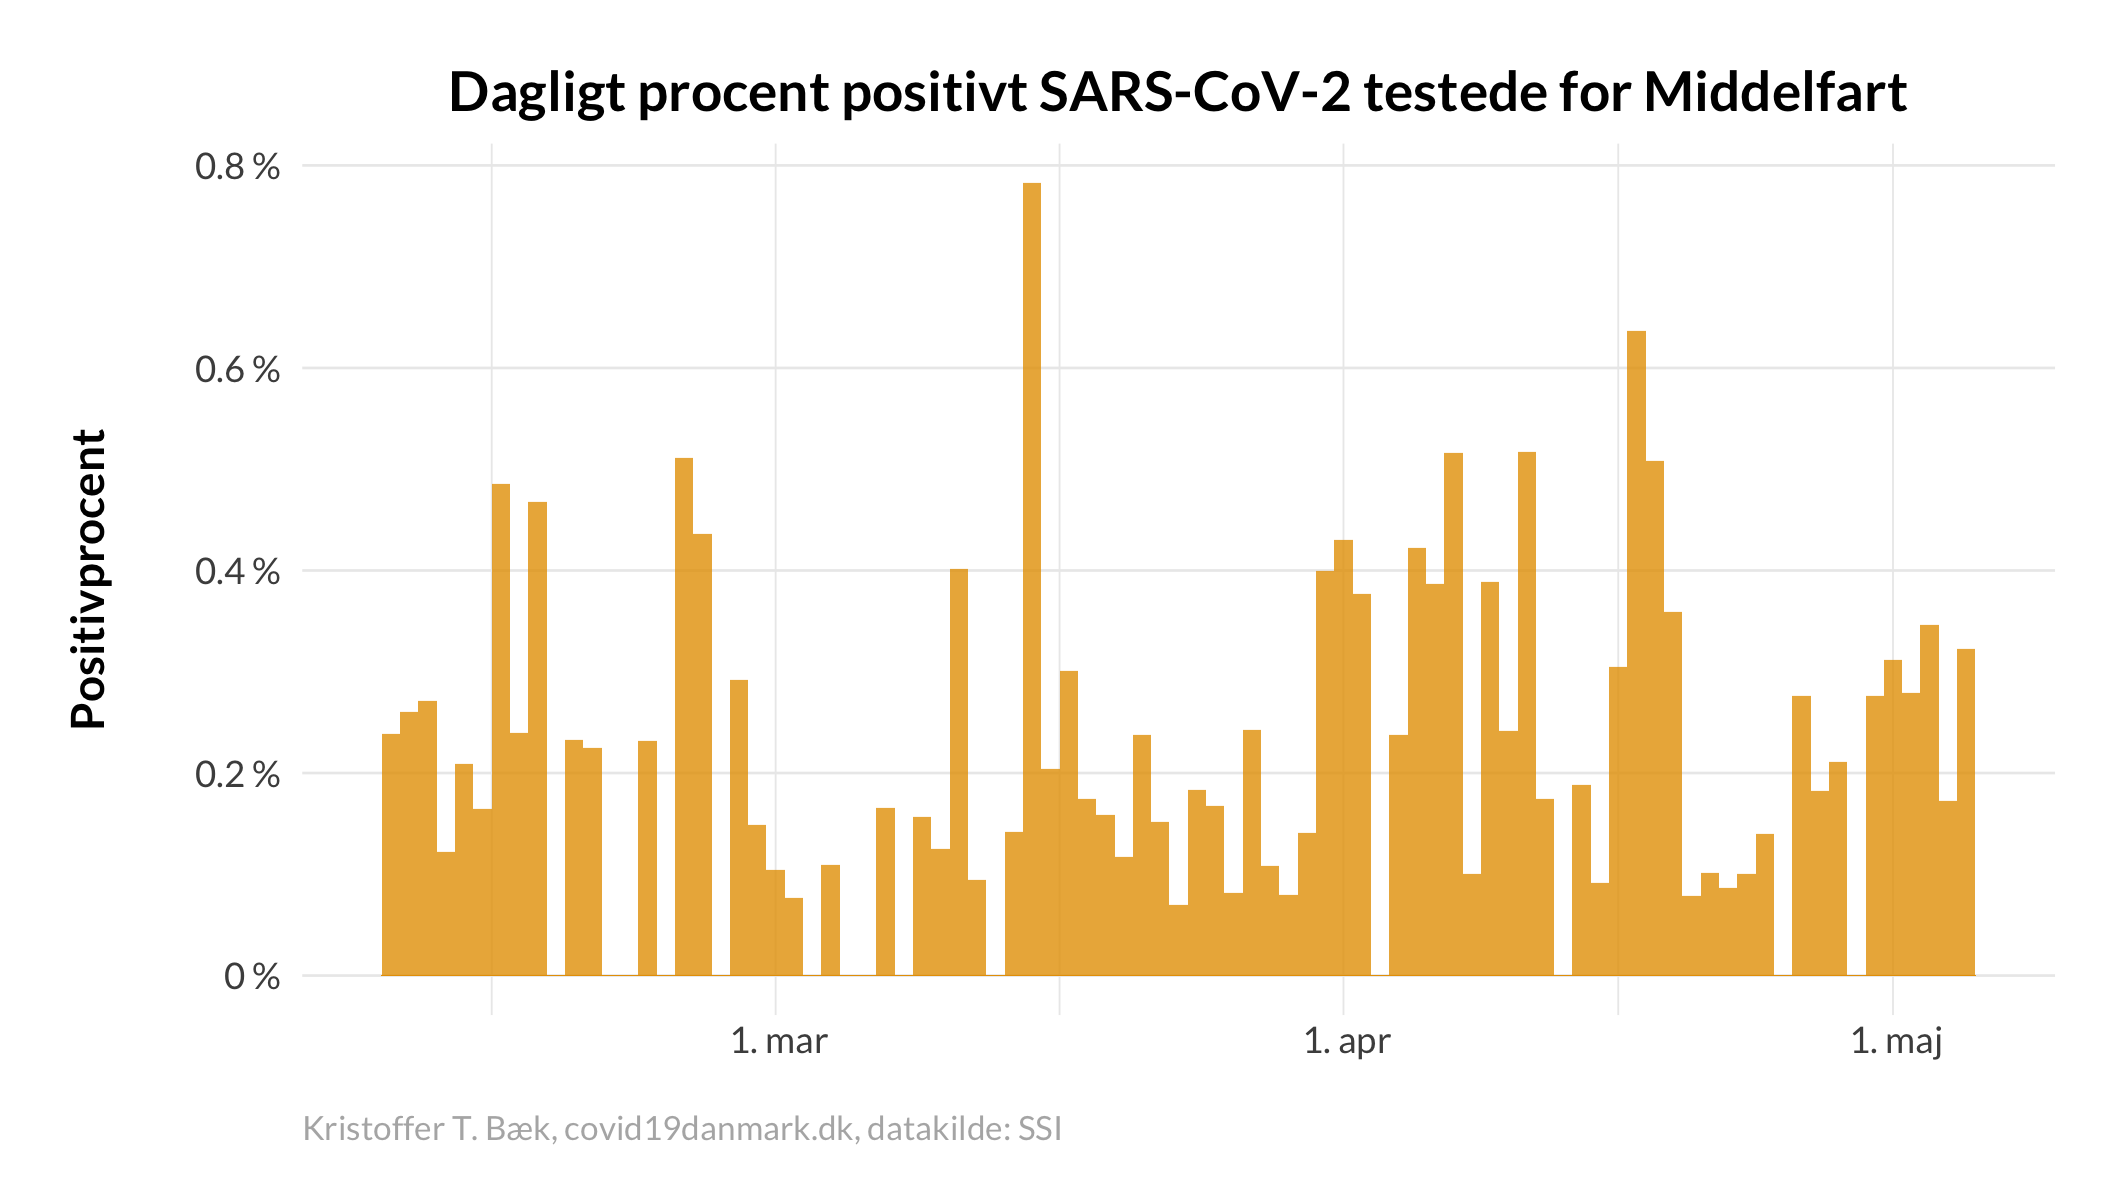 Dagligt procent positivt SARS-CoV-2 testede for Middelfart
0.8 %
0.6 %
0.4 %
0.2 %
0 %
Positivprocent
1. mar
1. apr
1. maj
Kristoffer T. Bæk, covid19danmark.dk, datakilde: SSI